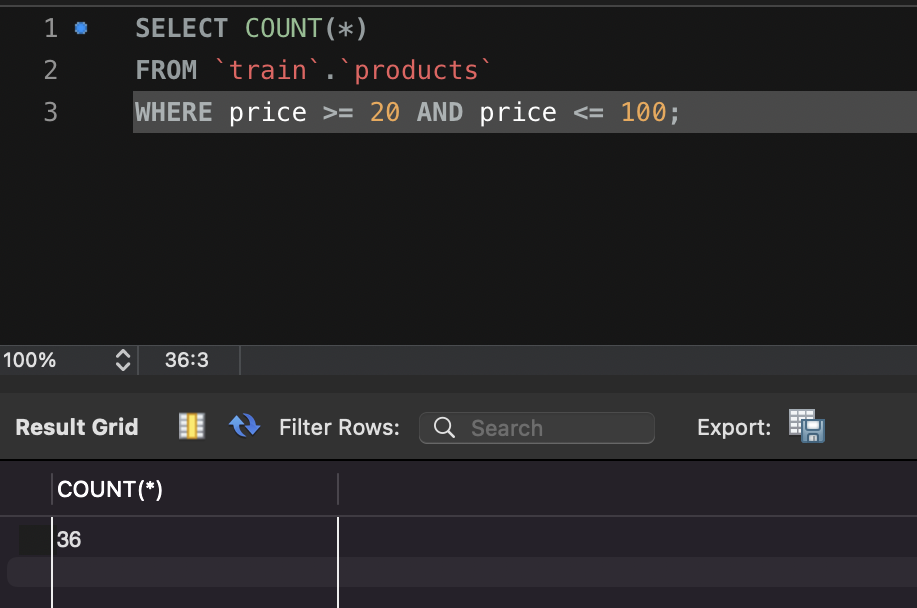 1 SELECT COUNT(*)
2 FROM `train`.`products`
3 WHERE price >= 20 AND price <= 100;
100% 36:3
Result Grid Filter Rows: Search Export:
COUNT(*)
36